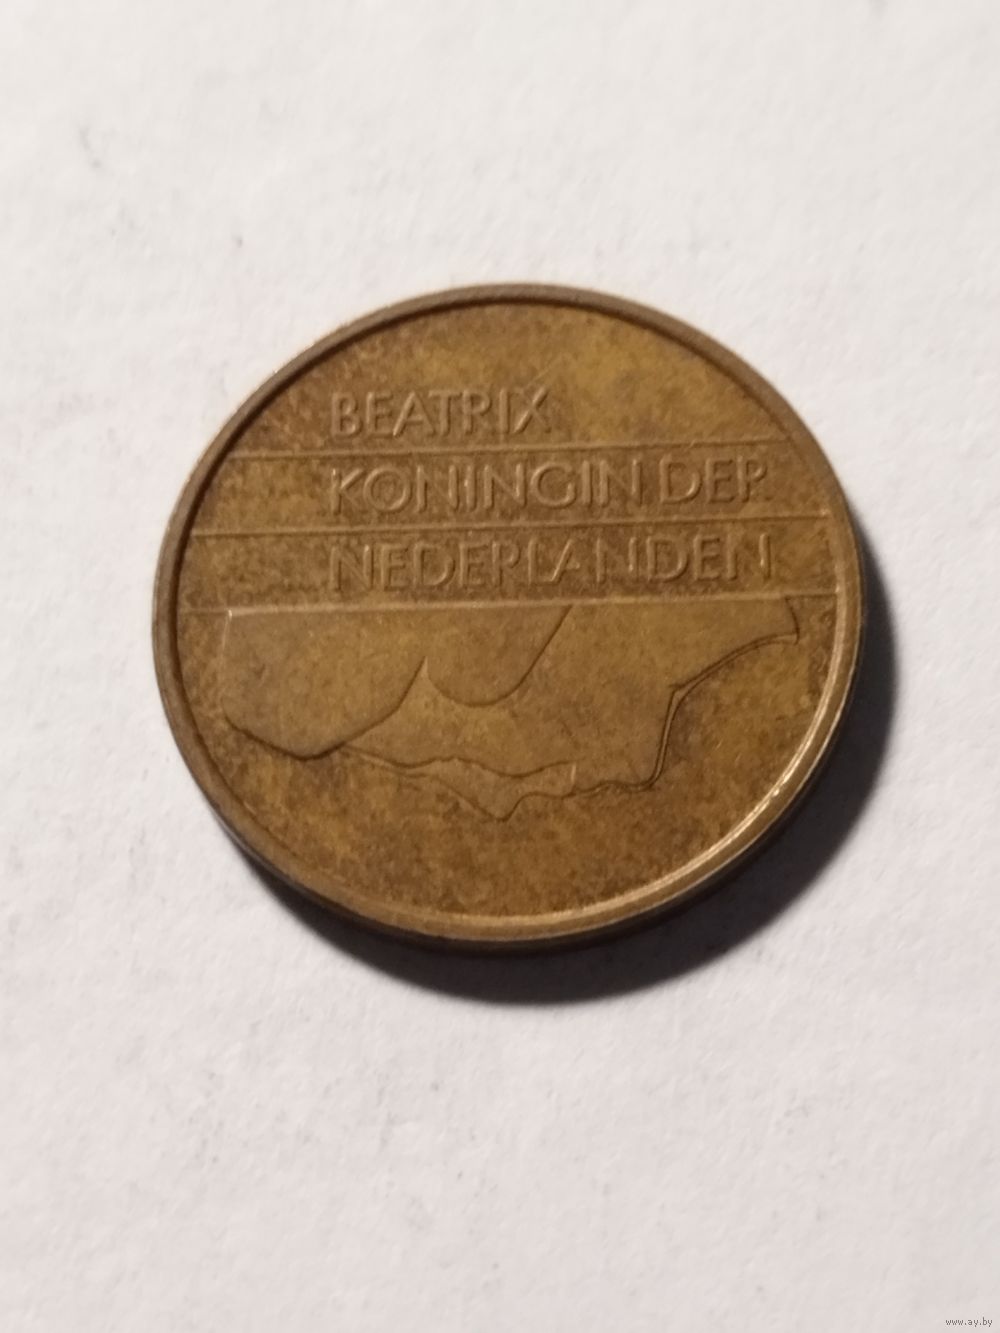 BEATRIX
KONINGIN DER
NEDERLANDEN
www.ay.by